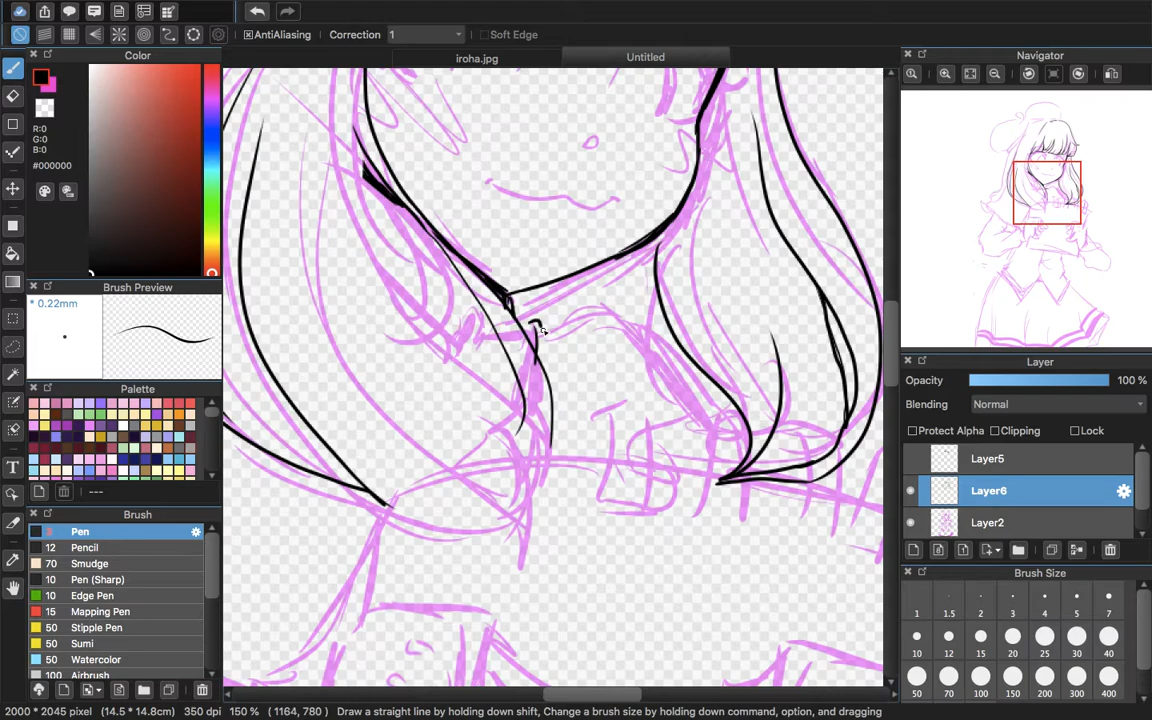 AntiAliasing
Correction
1
Soft Edge
Color
iroha.jpg
Untitled
Navigator
R:0
G:0
B:0
#000000
Brush Preview
* 0.22mm
Palette
---
Brush
Pen
12 Pencil
70 Smudge
10 Pen (Sharp)
10 Edge Pen
15 Mapping Pen
50 Stipple Pen
50 Sumi
50 Watercolor
100 Airbrush
Layer
Opacity 100 %
Blending Normal
Protect Alpha Clipping Lock
Layer5
Layer6
Layer2
Brush Size
1 1.5 2 3 4 5 7
10 12 15 20 25 30 40
50 70 100 150 200 300 400
2000 * 2045 pixel (14.5 * 14.8cm) 350 dpi 150 % ( 1164, 780 ) Draw a straight line by holding down shift, Change a brush size by holding down command, option, and dragging